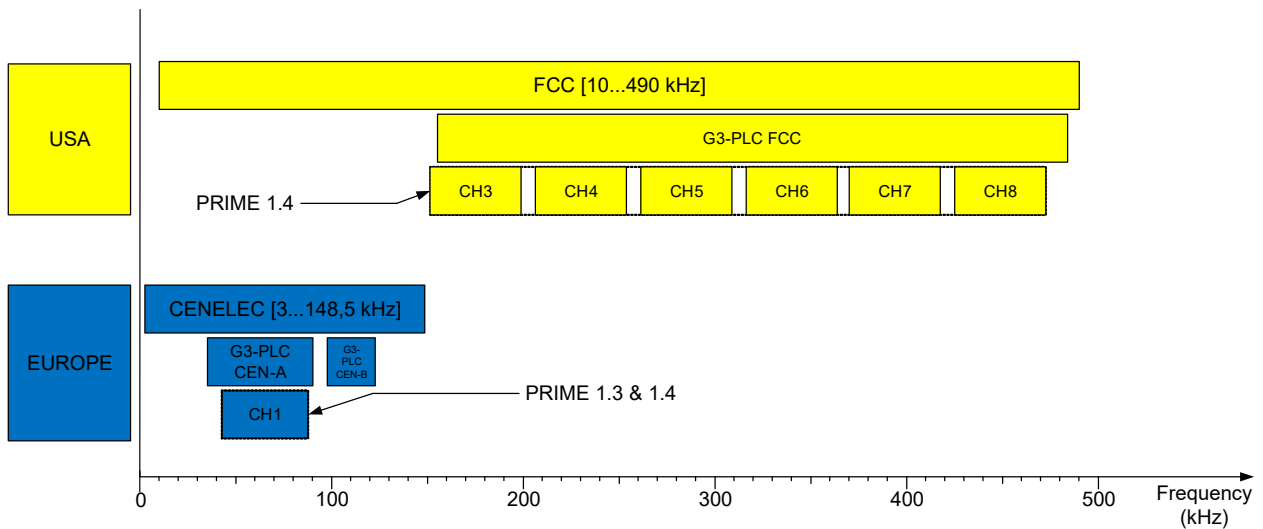 FCC [10...490 kHz]
USA
G3-PLC FCC
CH3
CH4
CH5
CH6
CH7
CH8
PRIME 1.4
CENELEC [3...148,5 kHz]
EUROPE
G3-PLC
CEN-A
G3-
PLC
CEN-B
CH1
PRIME 1.3 & 1.4
0
100
200
300
400
500
Frequency
(kHz)